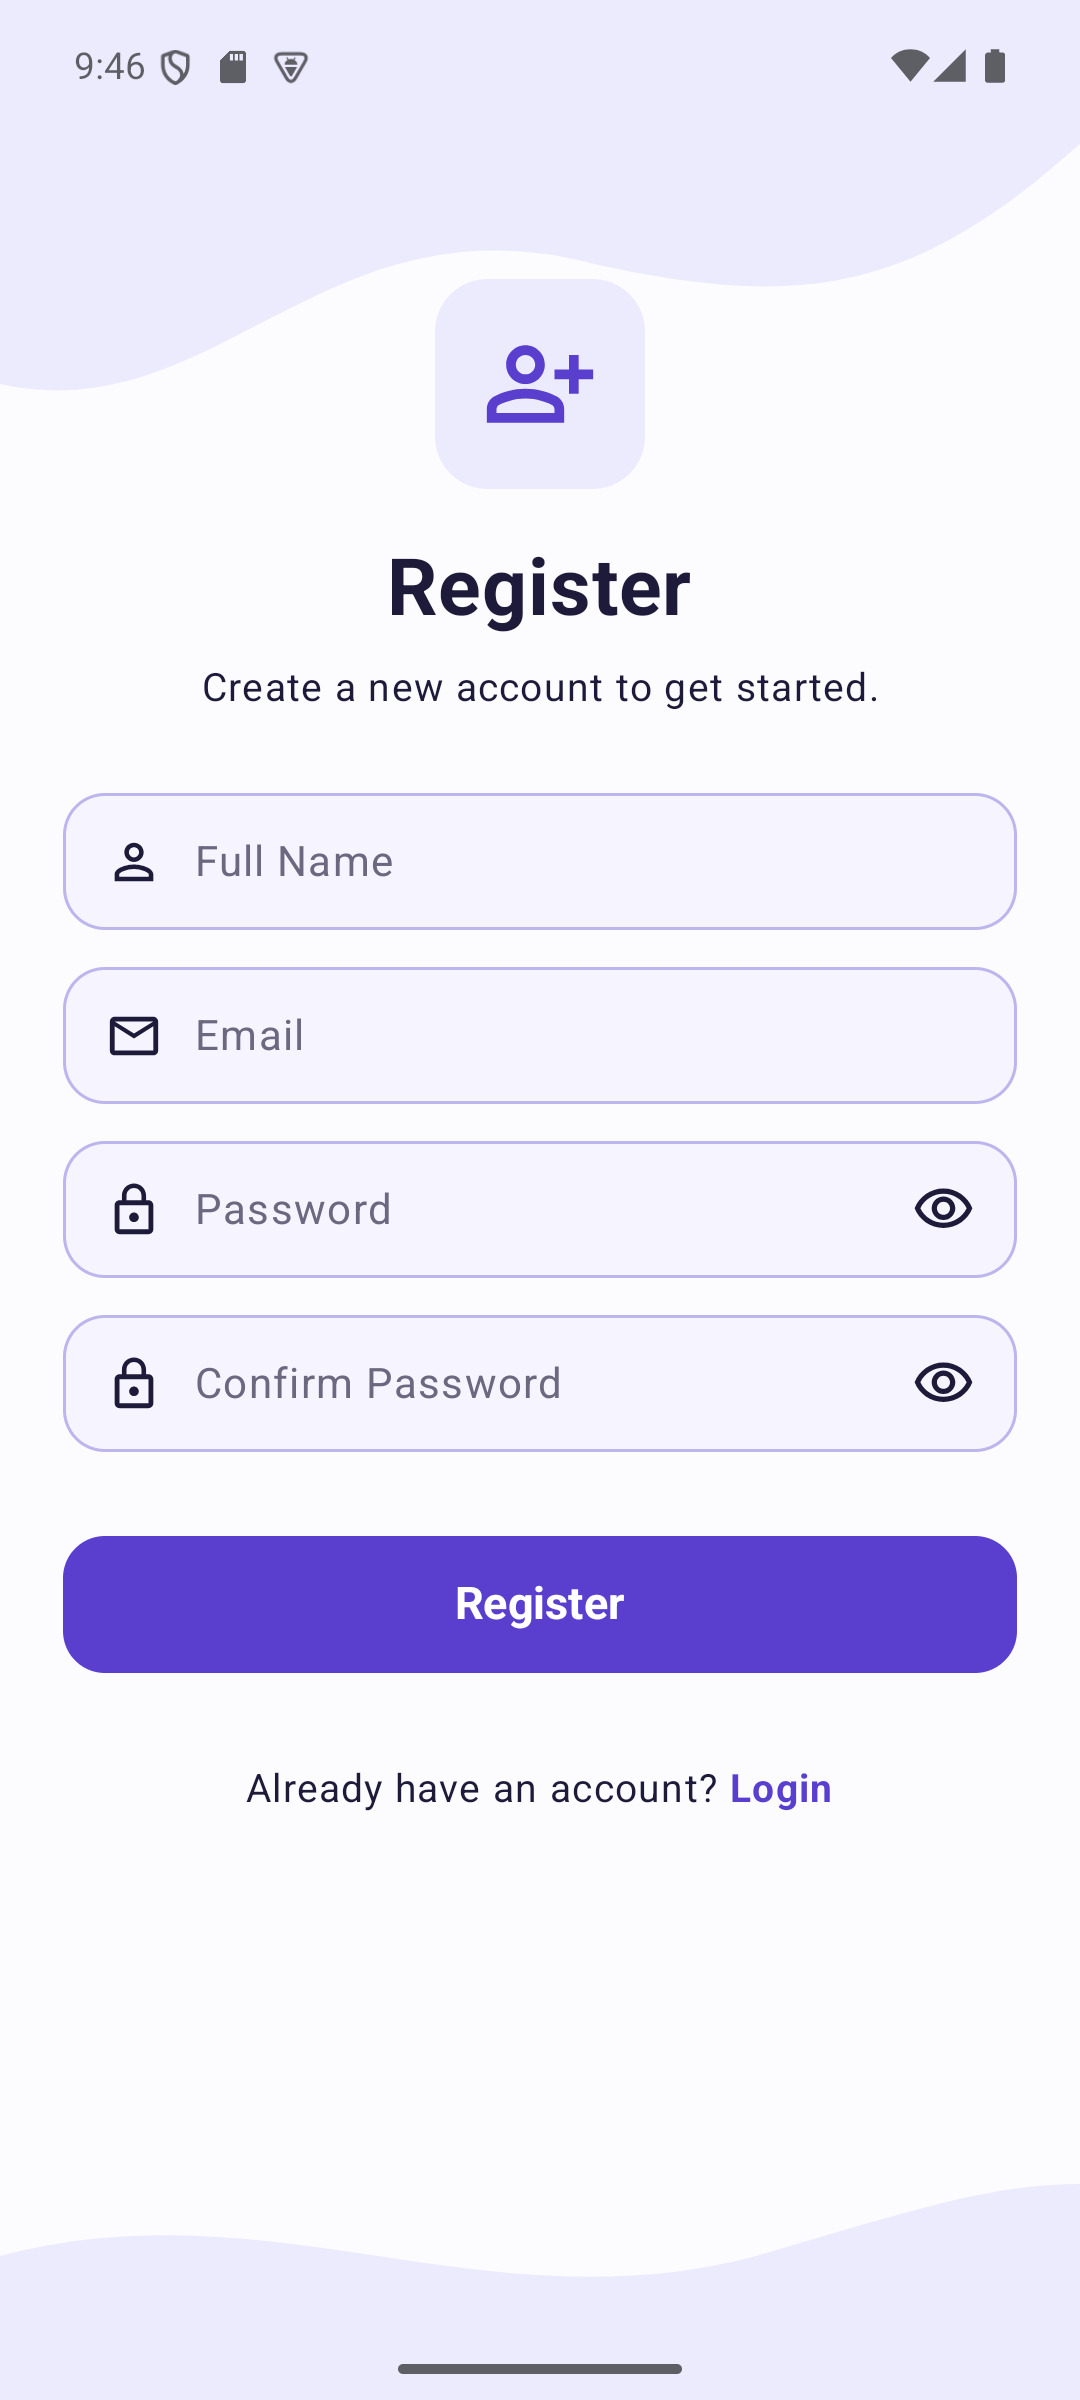 9:46
Register
Create a new account to get started.
Full Name
Email
Password
Confirm Password
Register
Already have an account? Login